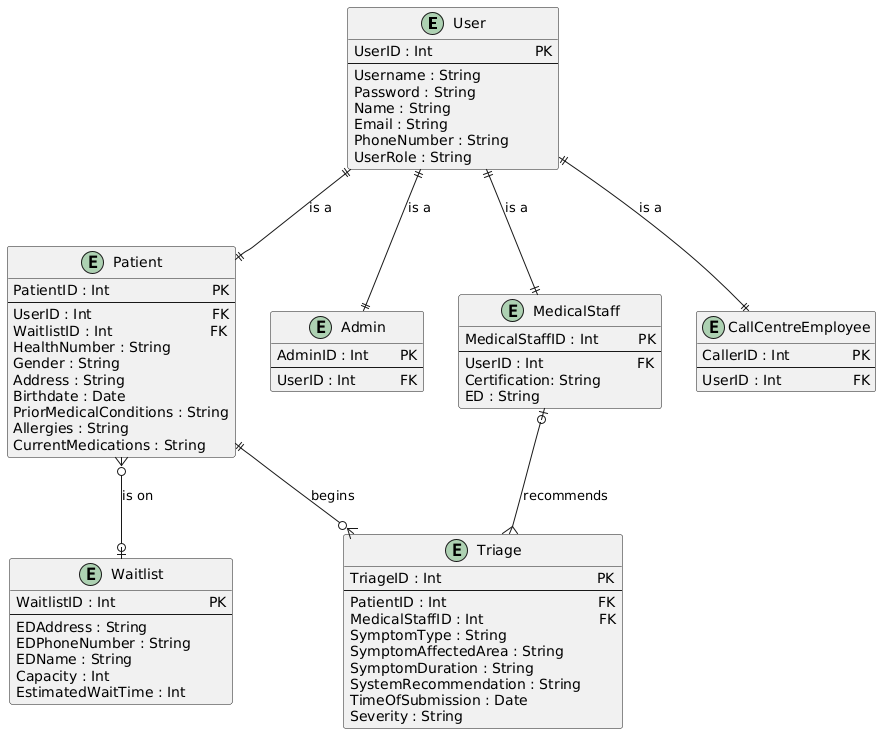 E User
UserID : Int PK
Username : String
Password : String
Name : String
Email : String
PhoneNumber : String
UserRole : String
is a
is a
is a
is a
E Patient
PatientID : Int PK
UserID : Int FK
WaitlistID : Int FK
HealthNumber : String
Gender : String
Address : String
Birthdate : Date
PriorMedicalConditions : String
Allergies : String
CurrentMedications : String
E Admin
AdminID : Int PK
UserID : Int FK
E MedicalStaff
MedicalStaffID : Int PK
UserID : Int FK
Certification: String
ED : String
E CallCentreEmployee
CallerID : Int PK
UserID : Int FK
is on
begins
recommends
E Waitlist
WaitlistID : Int PK
EDAddress : String
EDPhoneNumber : String
EDName : String
Capacity : Int
EstimatedWaitTime : Int
E Triage
TriageID : Int PK
PatientID : Int FK
MedicalStaffID : Int FK
SymptomType : String
SymptomAffectedArea : String
SymptomDuration : String
SystemRecommendation : String
TimeOfSubmission : Date
Severity : String